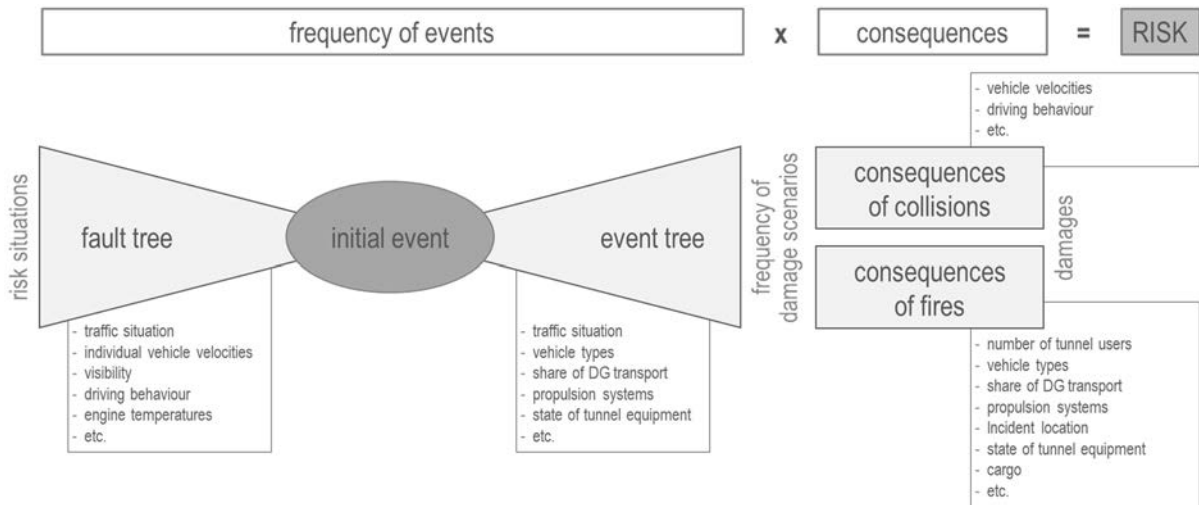 frequency of events x consequences = RISK
- vehicle velocities
- driving behaviour
- etc.
risk situations
fault tree
initial event
event tree
frequency of
damage scenarios
consequences
of collisions
consequences
of fires
damages
- traffic situation
- individual vehicle velocities
- visibility
- driving behaviour
- engine temperatures
- etc.
- traffic situation
- vehicle types
- share of DG transport
- propulsion systems
- state of tunnel equipment
- etc.
- number of tunnel users
- vehicle types
- share of DG transport
- propulsion systems
- Incident location
- state of tunnel equipment
- cargo
- etc.